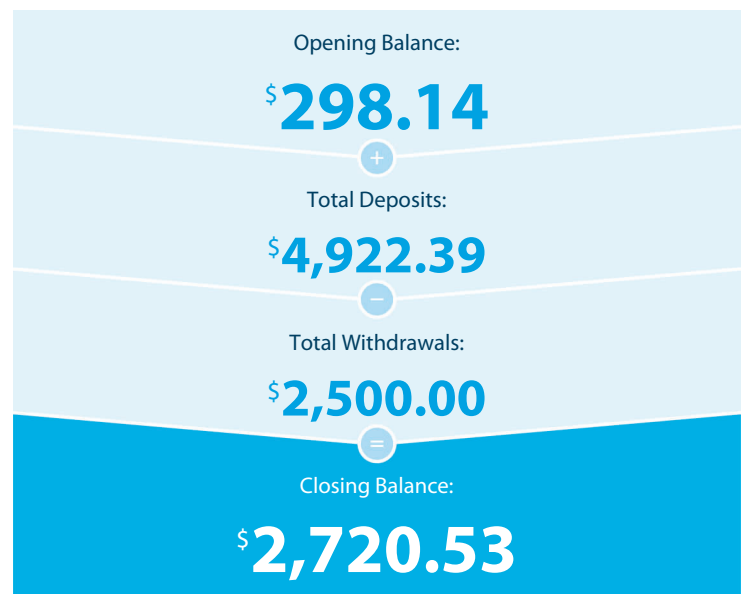 Opening Balance:
$298.14
+
Total Deposits:
$4,922.39
−
Total Withdrawals:
$2,500.00
=
Closing Balance:
$2,720.53